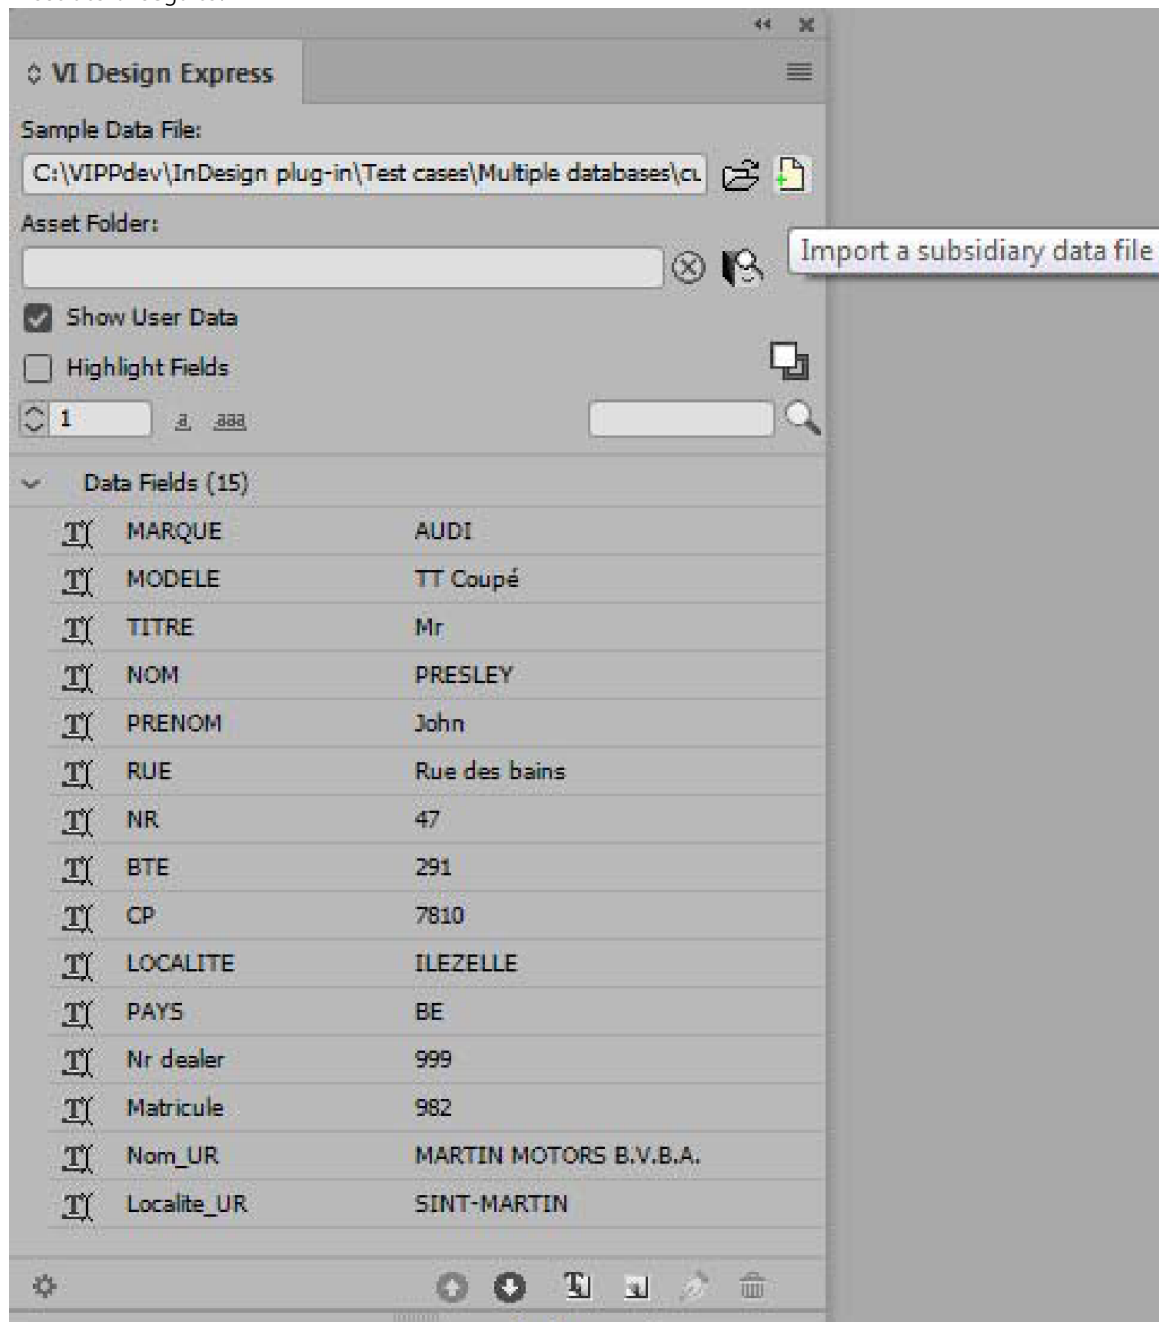 VI Design Express
Sample Data File:
C:\VIPPdev\InDesign plug-in\Test cases\Multiple databases\cu
Asset Folder:
Import a subsidiary data file
Show User Data
Highlight Fields
1 a aaa
Data Fields (15)
MARQUE AUDI
MODELE TT Coupé
TITRE Mr
NOM PRESLEY
PRENOM John
RUE Rue des bains
NR 47
BTE 291
CP 7810
LOCALITE ILEZELLE
PAYS BE
Nr dealer 999
Matricule 982
Nom_UR MARTIN MOTORS B.V.B.A.
Localite_UR SINT-MARTIN